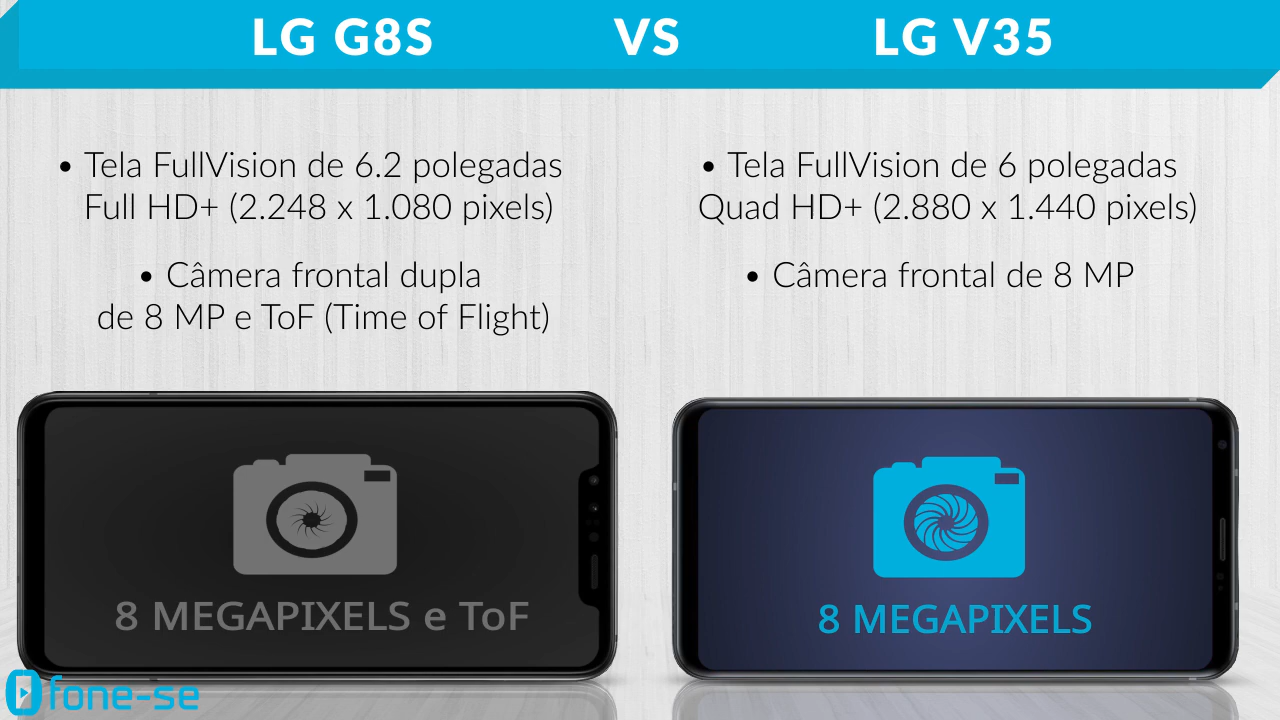 LG G8S VS LG V35
• Tela FullVision de 6.2 polegadas
Full HD+ (2.248 x 1.080 pixels)
• Câmera frontal dupla
de 8 MP e ToF (Time of Flight)
• Tela FullVision de 6 polegadas
Quad HD+ (2.880 x 1.440 pixels)
• Câmera frontal de 8 MP
8 MEGAPIXELS e ToF
8 MEGAPIXELS
fone-se